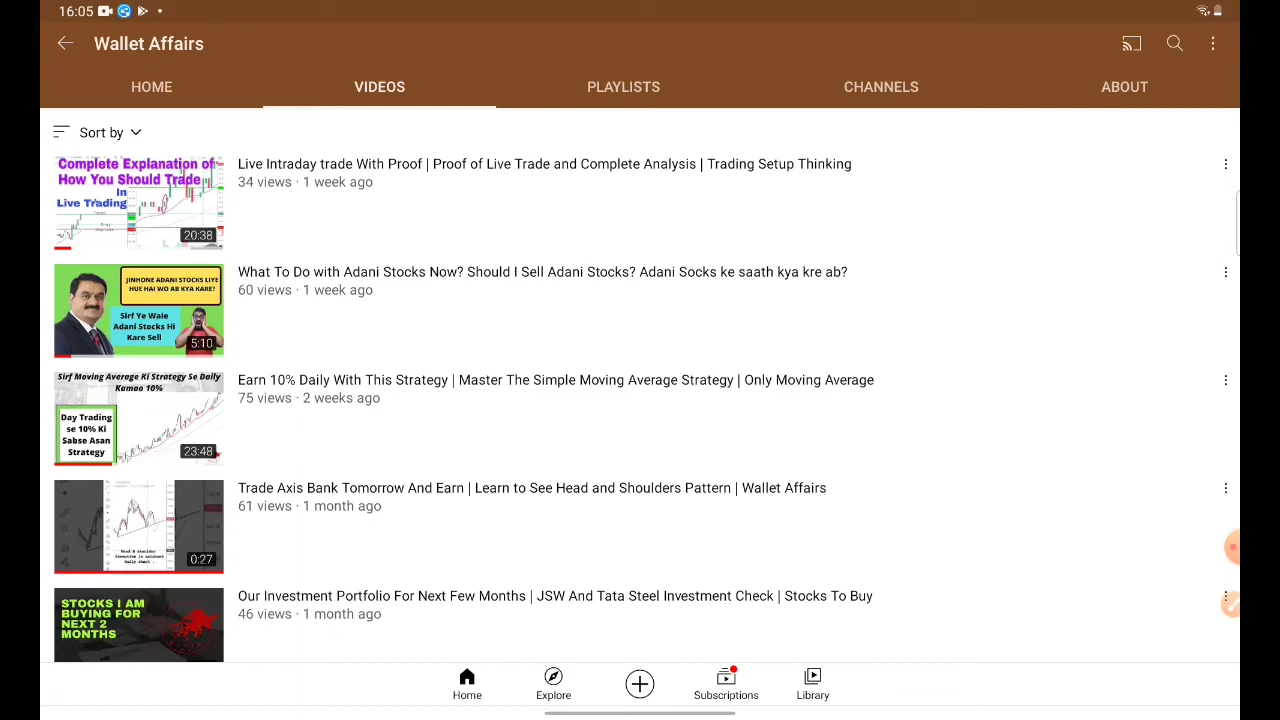 16:05
Wallet Affairs
HOME VIDEOS PLAYLISTS CHANNELS ABOUT
Sort by
Complete Explanation of
How You Should Trade
In
Live Trading
20:38
Live Intraday trade With Proof | Proof of Live Trade and Complete Analysis | Trading Setup Thinking
34 views · 1 week ago
JINHONE ADANI STOCKS LIYE
HUE HAI WO AB KYA KARE?
Sirf Ye Wale
Adani Stocks Hi
Kare Sell
5:10
What To Do with Adani Stocks Now? Should I Sell Adani Stocks? Adani Socks ke saath kya kre ab?
60 views · 1 week ago
Sirf Moving Average Ki Strategy Se Daily
Kamao 10%
Day Trading
se 10% Ki
Sabse Asan
Strategy
23:48
Earn 10% Daily With This Strategy | Master The Simple Moving Average Strategy | Only Moving Average
75 views · 2 weeks ago
Head & shoulder
formation in axisbank
Daily chart .
0:27
Trade Axis Bank Tomorrow And Earn | Learn to See Head and Shoulders Pattern | Wallet Affairs
61 views · 1 month ago
STOCKS I AM
BUYING FOR
NEXT 2
MONTHS
Our Investment Portfolio For Next Few Months | JSW And Tata Steel Investment Check | Stocks To Buy
46 views · 1 month ago
Home Explore Subscriptions Library